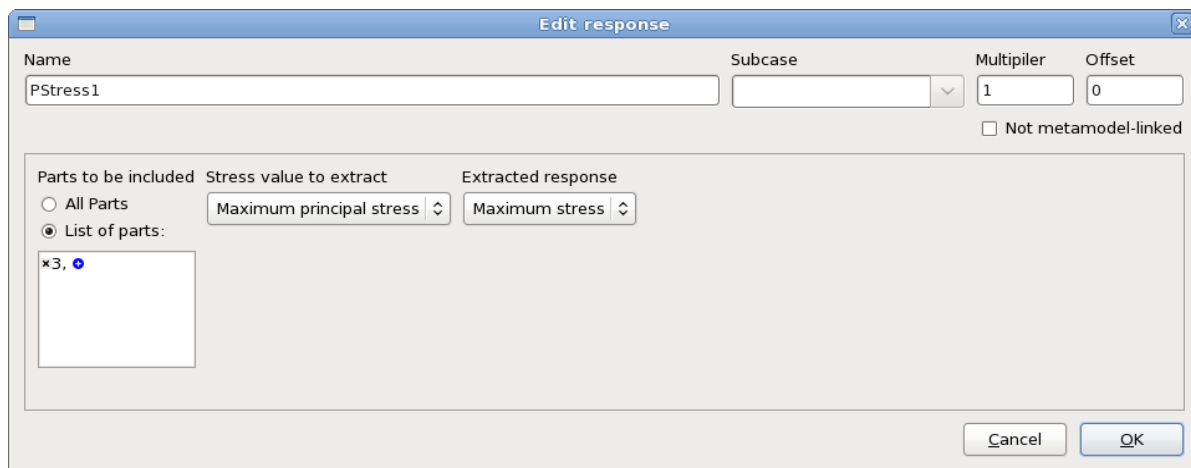 Edit response
Name Subcase Multipiler Offset
PStress1 1 0
Not metamodel-linked
Parts to be included Stress value to extract Extracted response
All Parts Maximum principal stress Maximum stress
List of parts:
×3,
Cancel OK